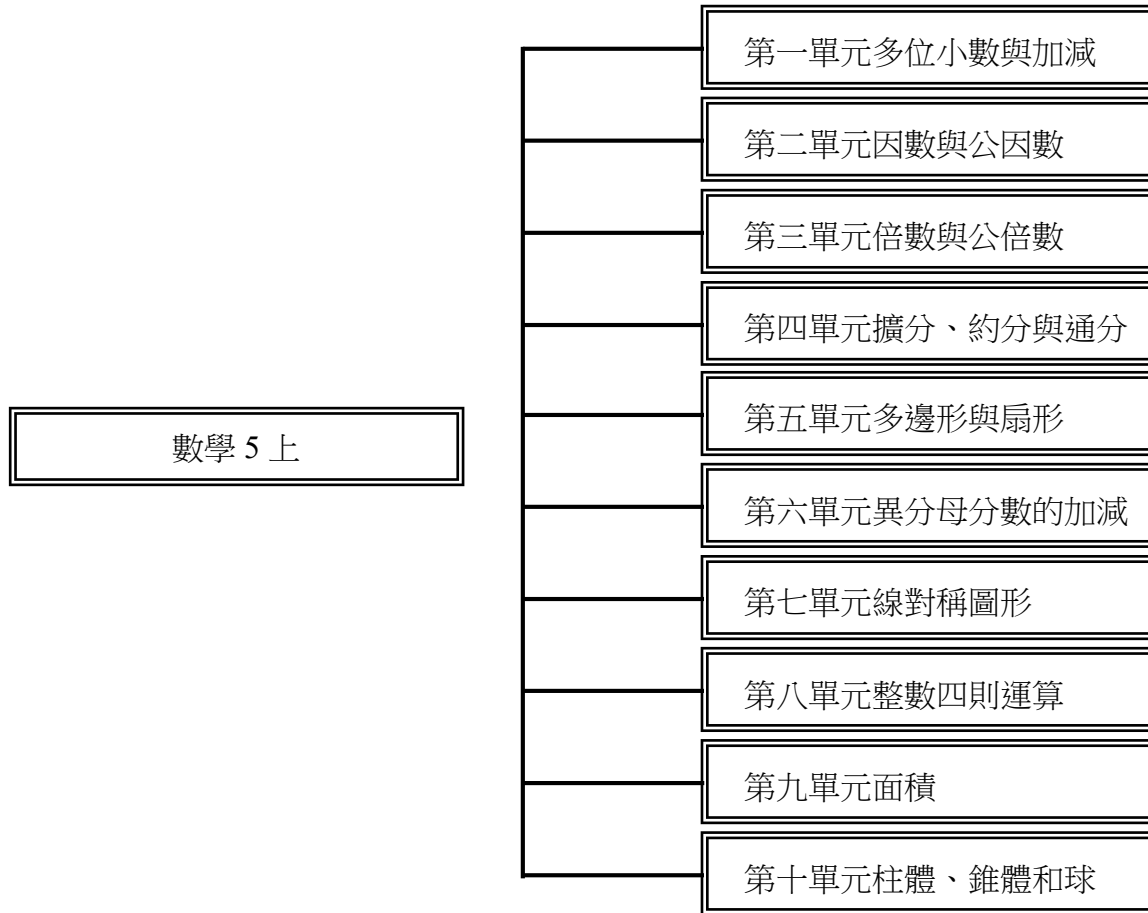 第一單元多位小數與加減
第二單元因數與公因數
第三單元倍數與公倍數
第四單元擴分、約分與通分
第五單元多邊形與扇形
數學 5 上
第六單元異分母分數的加減
第七單元線對稱圖形
第八單元整數四則運算
第九單元面積
第十單元柱體、錐體和球